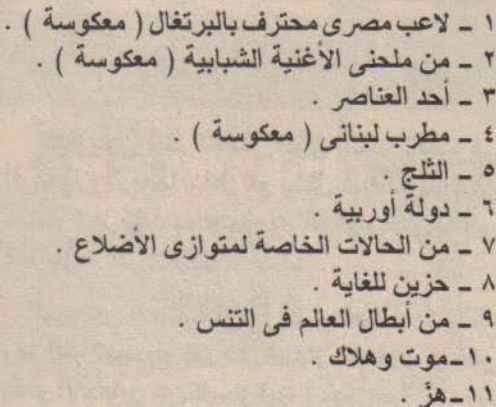 ١ - لاعب مصرى محترف بالبرتغال ( معكوسة ) .
٢ - من ملحنى الأغنية الشبابية ( معكوسة ) .
٣ - أحد العناصر .
٤ - مطرب لبنانى ( معكوسة ) .
٥ - الثلج .
٦ - دولة أوربية .
٧ - من الحالات الخاصة لمتوازى الأضلاع .
٨ - حزين للغاية .
٩ - من أبطال العالم فى التنس .
١٠ - موت وهلاك .
١١ - هزّ .